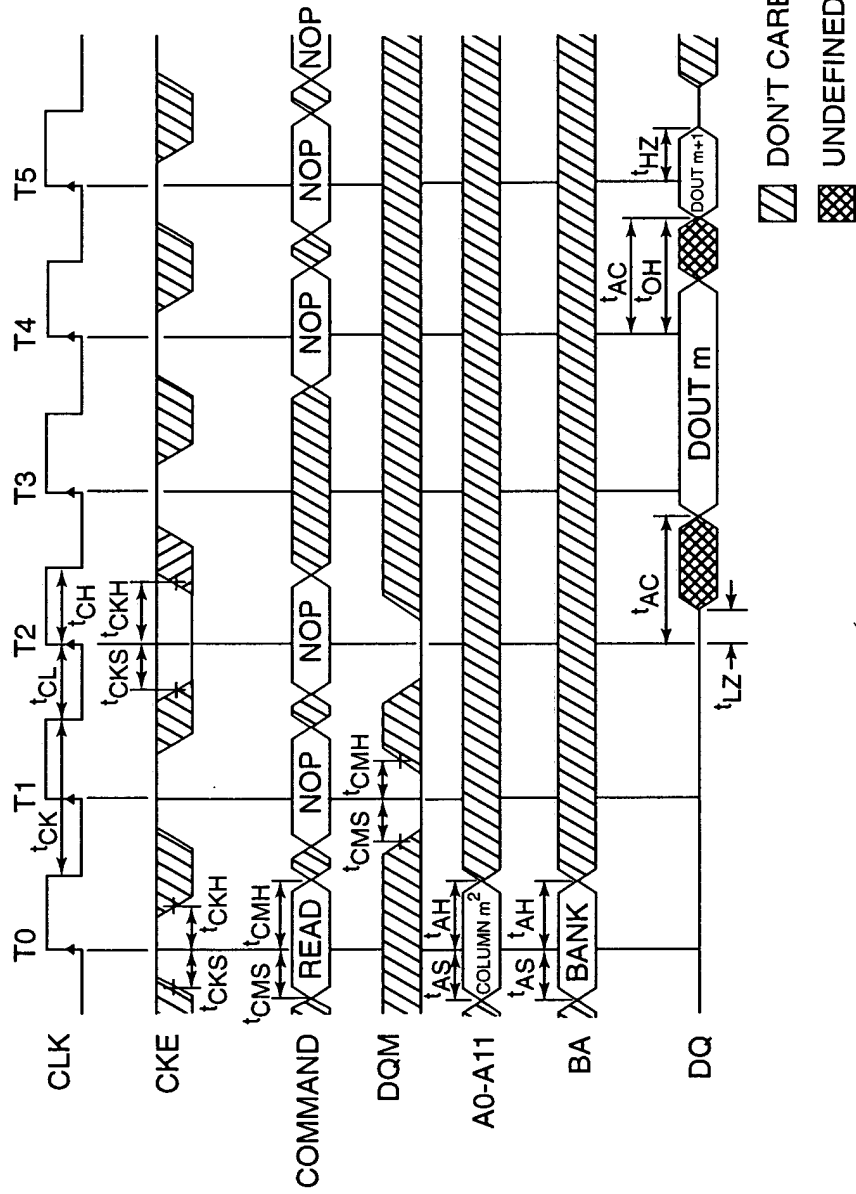 T0 T1 T2 T3 T4 T5
CLK
tCK tCL tCH
CKE
tCKS tCKH tCKS tCKH
tCMS tCMH
COMMAND READ NOP NOP NOP NOP NOP
tCMS tCMH
DQM
tAS tAH
A0-A11 COLUMN m²
tAS tAH
BA BANK
tAC tAC
tOH tHZ
DQ DOUT m DOUT m+1
tLZ
DON'T CARE
UNDEFINED